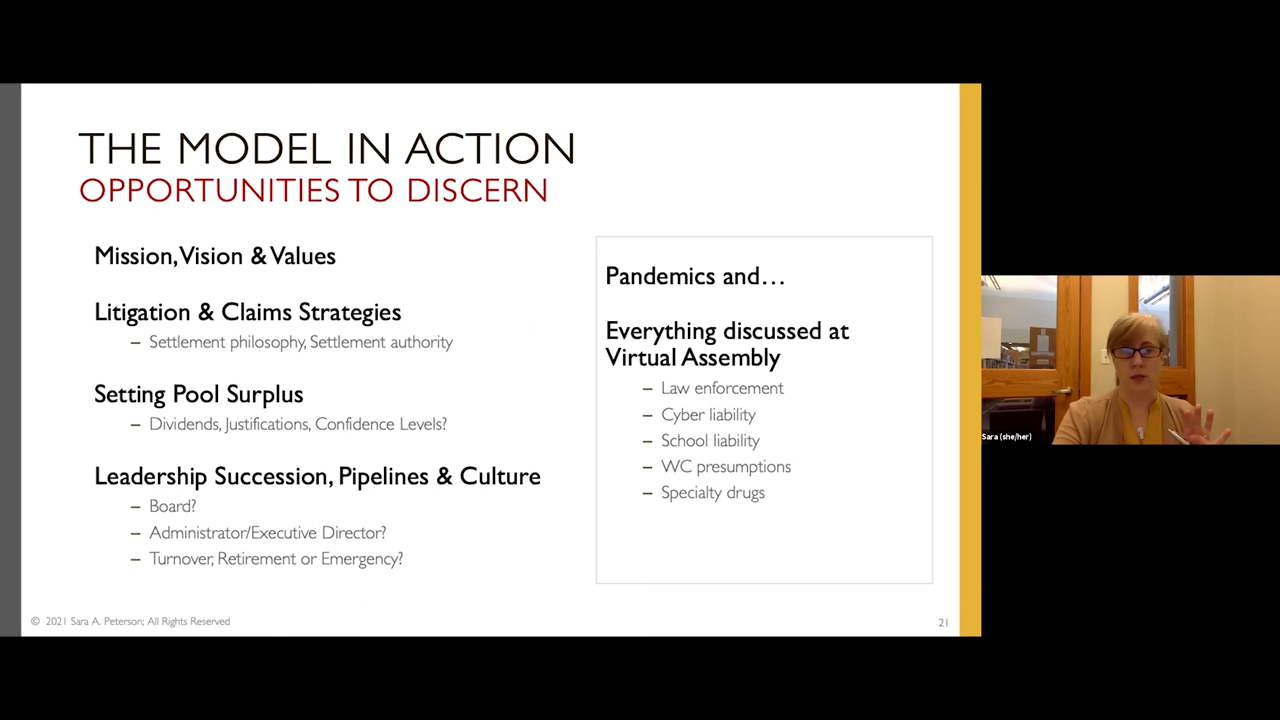 THE MODEL IN ACTION
OPPORTUNITIES TO DISCERN
Mission, Vision & Values
Litigation & Claims Strategies
– Settlement philosophy, Settlement authority
Setting Pool Surplus
– Dividends, Justifications, Confidence Levels?
Leadership Succession, Pipelines & Culture
– Board?
– Administrator/Executive Director?
– Turnover, Retirement or Emergency?
Pandemics and…
Everything discussed at
Virtual Assembly
– Law enforcement
– Cyber liability
– School liability
– WC presumptions
– Specialty drugs
© 2021 Sara A. Peterson; All Rights Reserved
21
Sara (she/her)